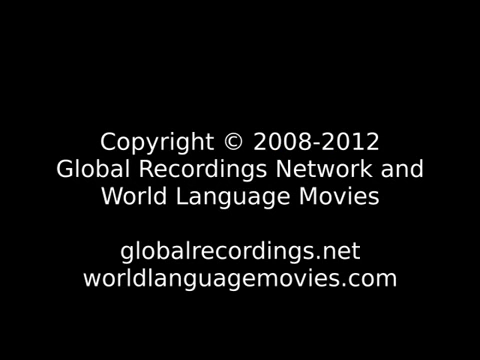 Copyright © 2008-2012
Global Recordings Network and
World Language Movies
globalrecordings.net
worldlanguagemovies.com